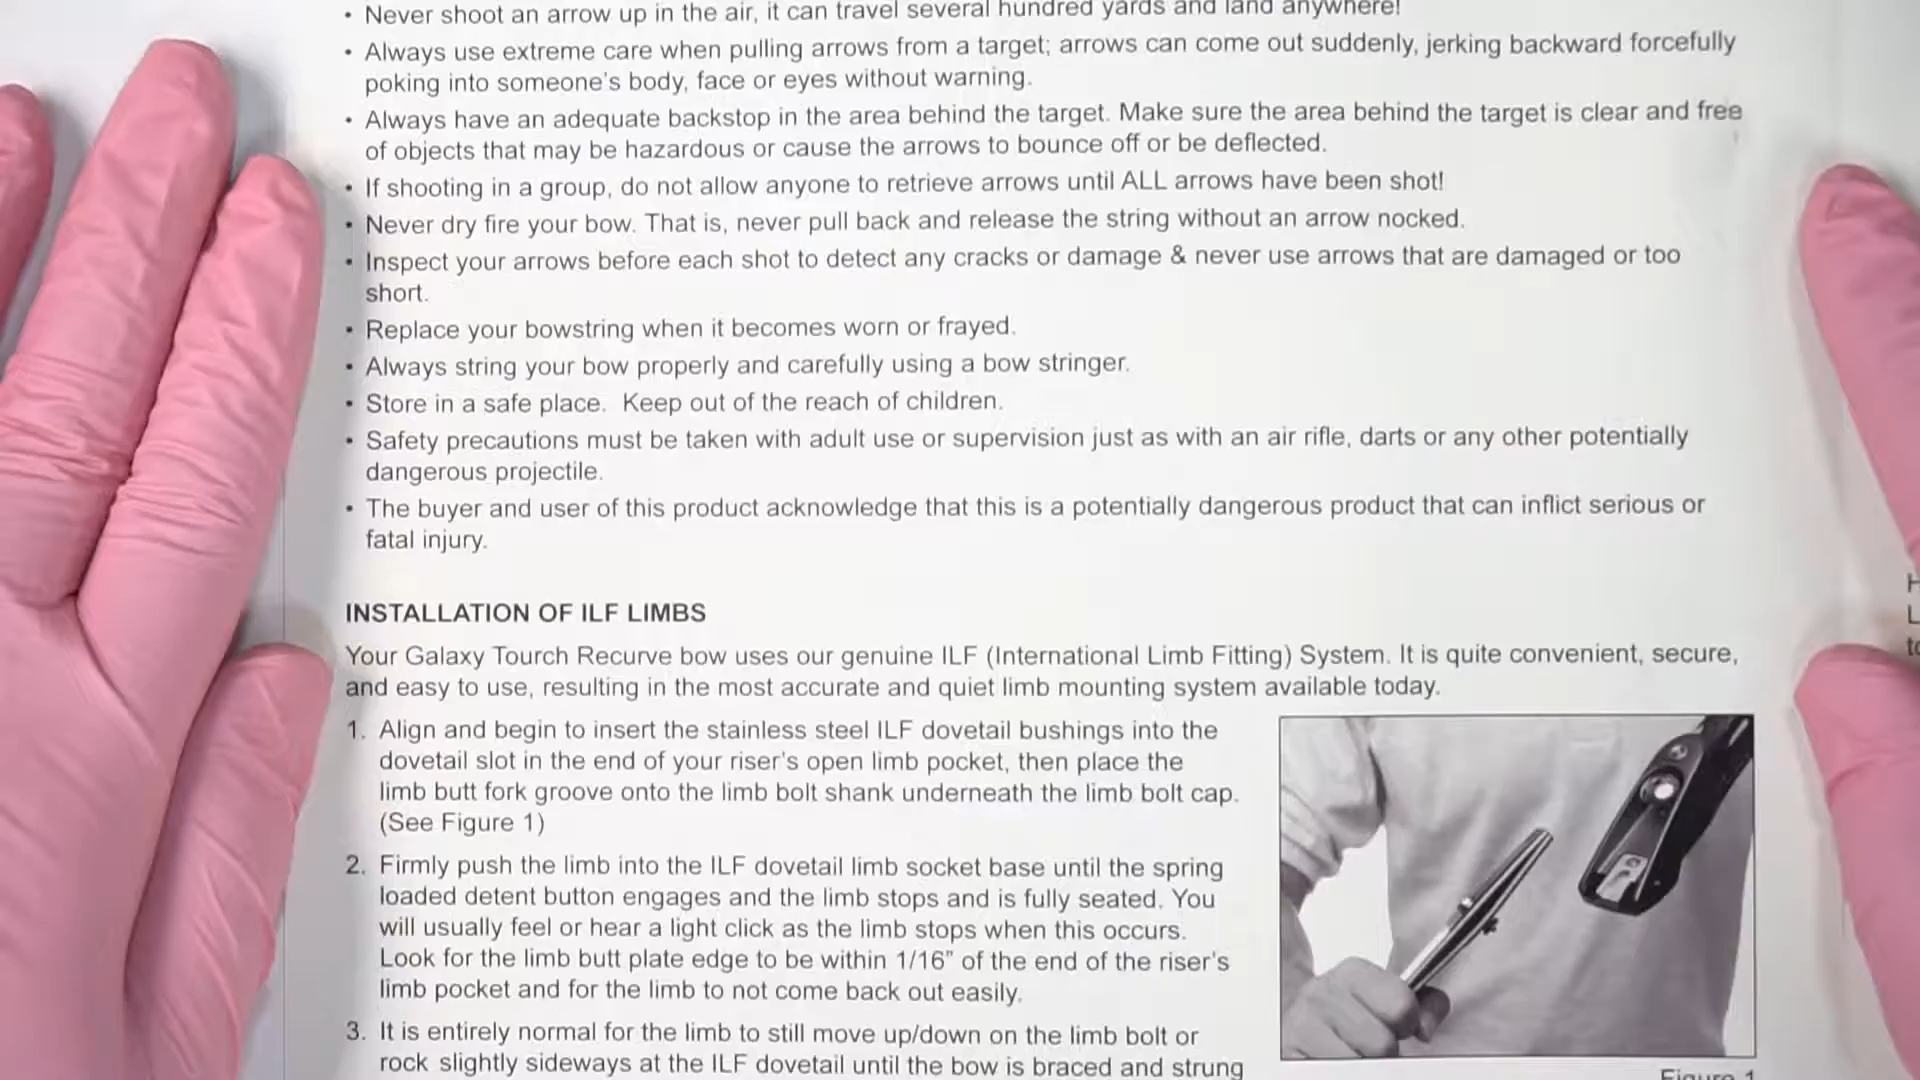 • Never shoot an arrow up in the air, it can travel several hundred yards and land anywhere!
• Always use extreme care when pulling arrows from a target; arrows can come out suddenly, jerking backward forcefully
poking into someone's body, face or eyes without warning.
• Always have an adequate backstop in the area behind the target. Make sure the area behind the target is clear and free
of objects that may be hazardous or cause the arrows to bounce off or be deflected.
• If shooting in a group, do not allow anyone to retrieve arrows until ALL arrows have been shot!
• Never dry fire your bow. That is, never pull back and release the string without an arrow nocked.
• Inspect your arrows before each shot to detect any cracks or damage & never use arrows that are damaged or too
short.
• Replace your bowstring when it becomes worn or frayed.
• Always string your bow properly and carefully using a bow stringer.
• Store in a safe place. Keep out of the reach of children.
• Safety precautions must be taken with adult use or supervision just as with an air rifle, darts or any other potentially
dangerous projectile.
• The buyer and user of this product acknowledge that this is a potentially dangerous product that can inflict serious or
fatal injury.
INSTALLATION OF ILF LIMBS
Your Galaxy Tourch Recurve bow uses our genuine ILF (International Limb Fitting) System. It is quite convenient, secure,
and easy to use, resulting in the most accurate and quiet limb mounting system available today.
1. Align and begin to insert the stainless steel ILF dovetail bushings into the
dovetail slot in the end of your riser's open limb pocket, then place the
limb butt fork groove onto the limb bolt shank underneath the limb bolt cap.
(See Figure 1)
2. Firmly push the limb into the ILF dovetail limb socket base until the spring
loaded detent button engages and the limb stops and is fully seated. You
will usually feel or hear a light click as the limb stops when this occurs.
Look for the limb butt plate edge to be within 1/16" of the end of the riser's
limb pocket and for the limb to not come back out easily.
3. It is entirely normal for the limb to still move up/down on the limb bolt or
rock slightly sideways at the ILF dovetail until the bow is braced and strung
Figure 1